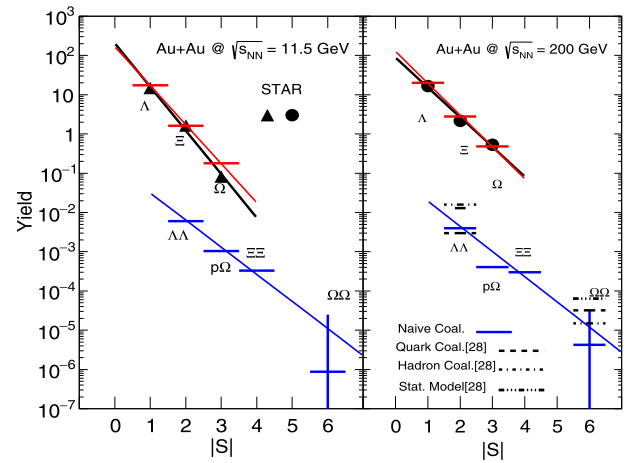 Au+Au @ √sNN = 11.5 GeV
Au+Au @ √sNN = 200 GeV
STAR
Yield
10³
10²
10
1
10⁻¹
10⁻²
10⁻³
10⁻⁴
10⁻⁵
10⁻⁶
10⁻⁷
Λ
Ξ
Ω
ΛΛ
pΩ
ΞΞ
ΩΩ
Λ
Ξ
Ω
ΛΛ
pΩ
ΞΞ
ΩΩ
Naive Coal.
Quark Coal.[28]
Hadron Coal.[28]
Stat. Model[28]
0 1 2 3 4 5 6
0 1 2 3 4 5 6
|S|
|S|